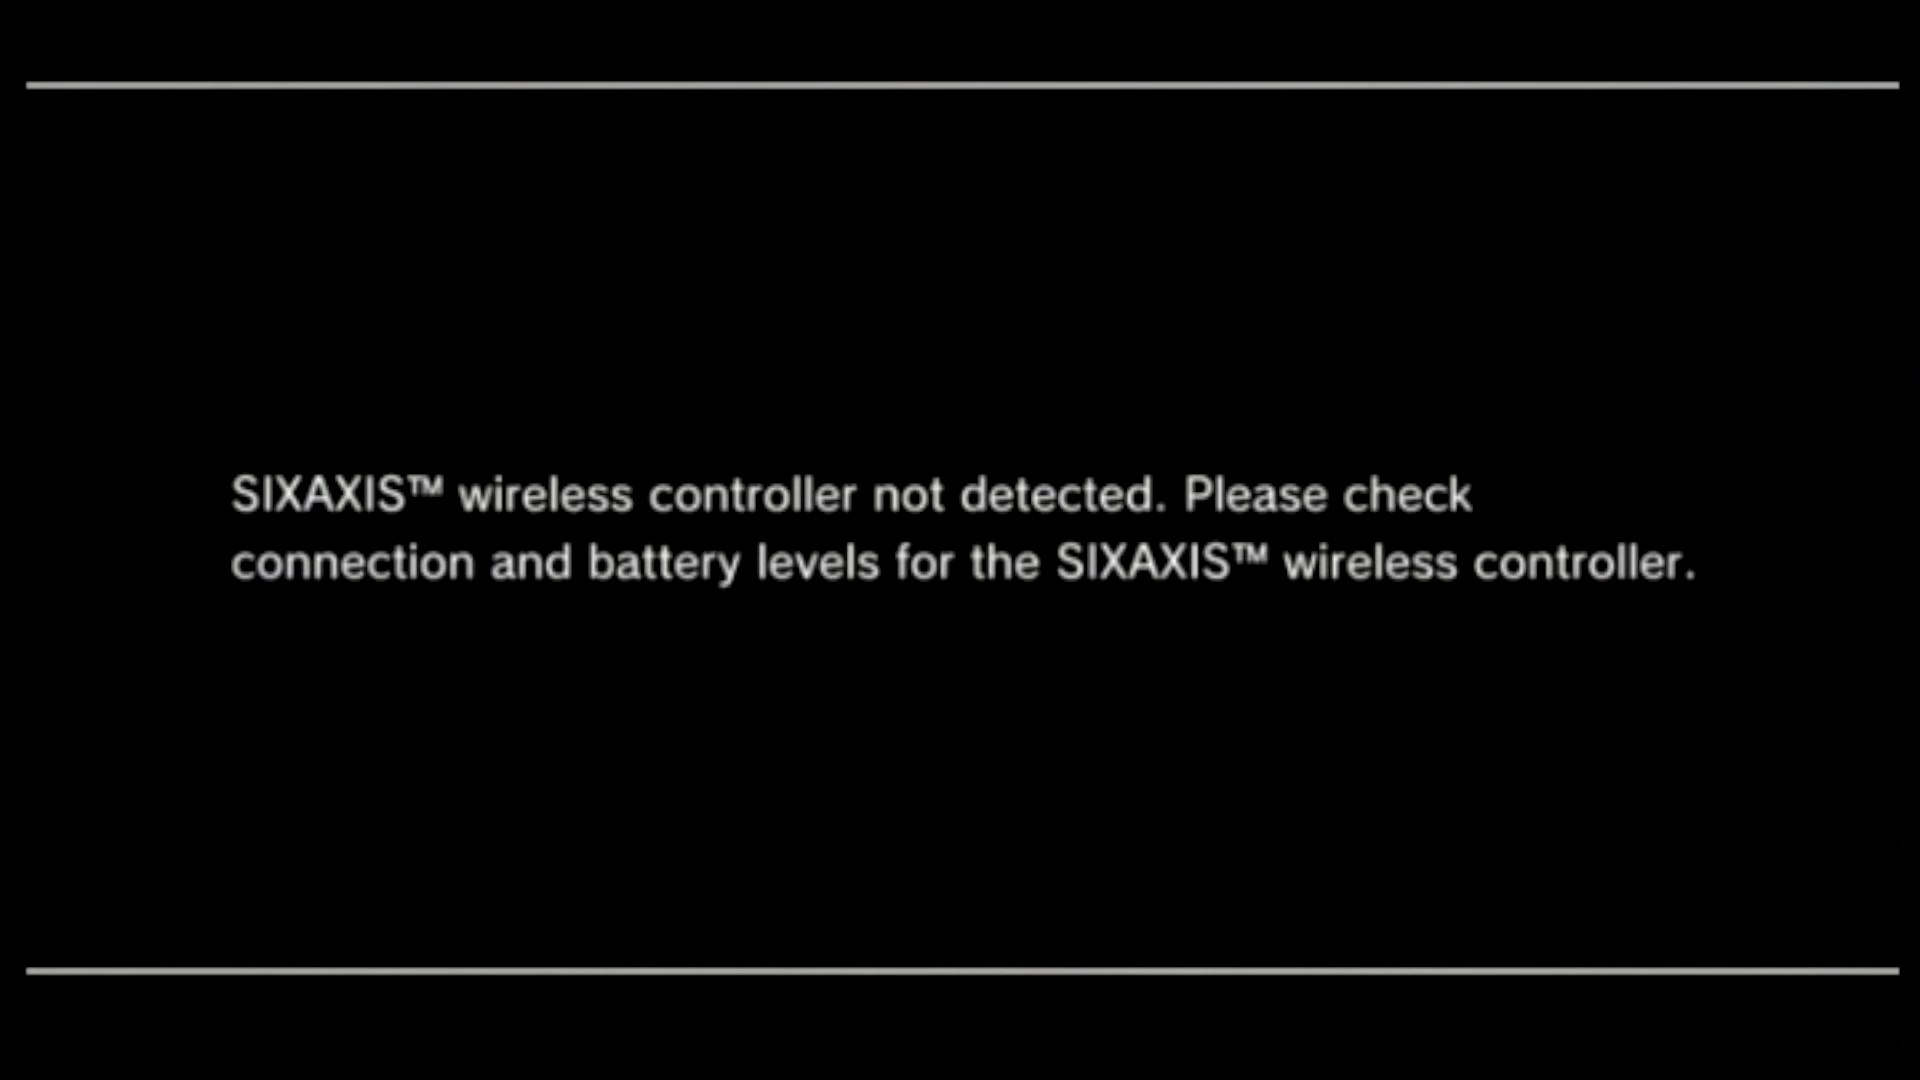 SIXAXIS™ wireless controller not detected. Please check
connection and battery levels for the SIXAXIS™ wireless controller.